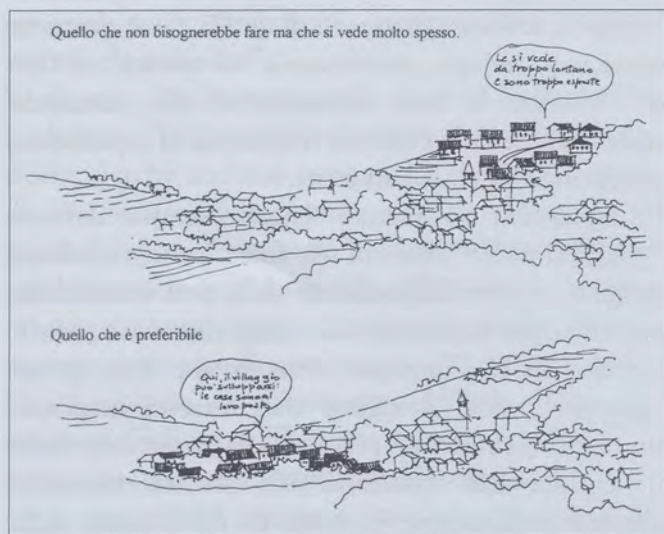 Quello che non bisognerebbe fare ma che si vede molto spesso.
Le si vede
da troppo lontano
e sono troppo esposte
Quello che è preferibile
Qui, il villaggio
può svilupparsi:
le case sono al
loro posto